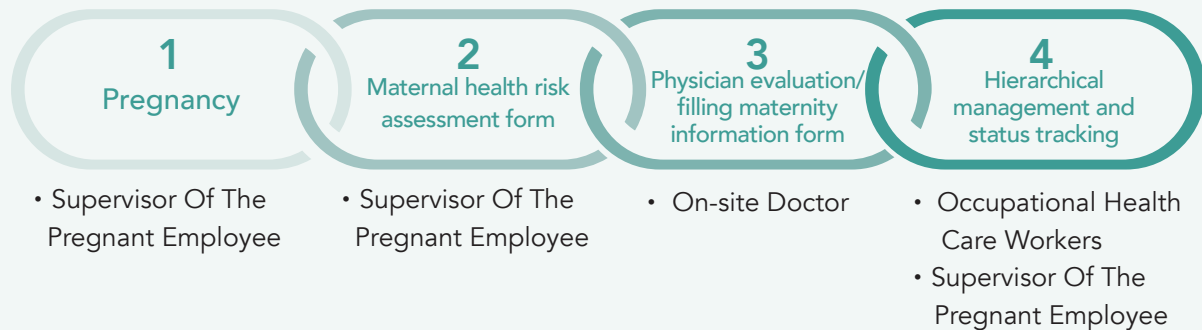 1
Pregnancy
• Supervisor Of The
Pregnant Employee
2
Maternal health risk
assessment form
• Supervisor Of The
Pregnant Employee
3
Physician evaluation/
filling maternity
information form
• On-site Doctor
4
Hierarchical
management and
status tracking
• Occupational Health
Care Workers
• Supervisor Of The
Pregnant Employee